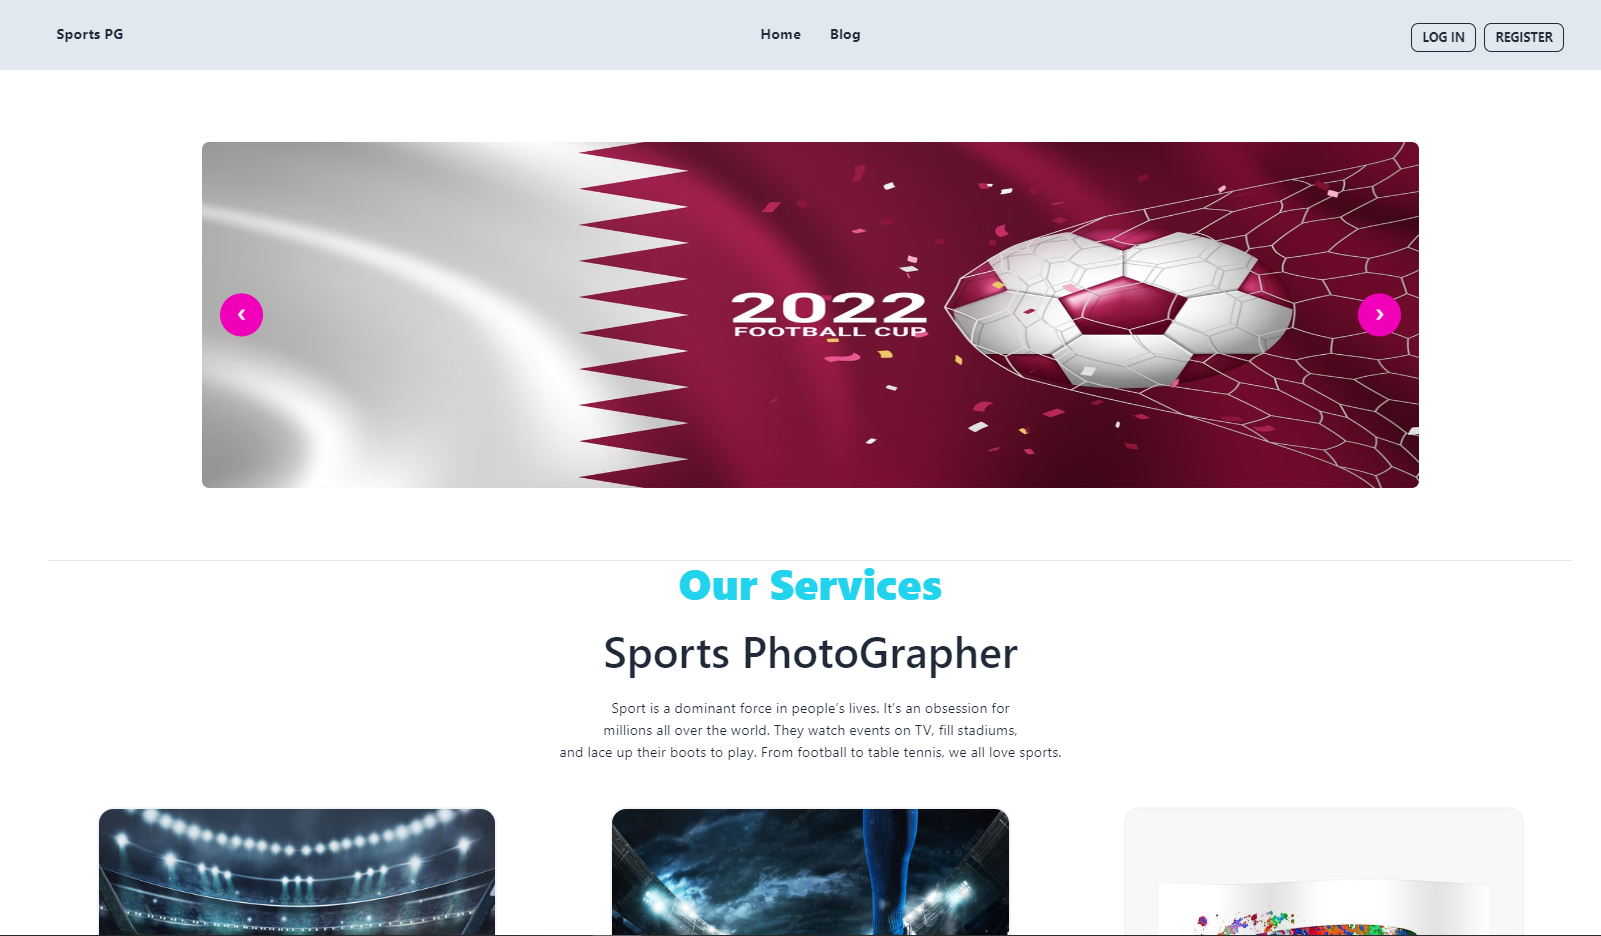 Sports PG
Home
Blog
LOG IN
REGISTER
2022
FOOTBALL CUP
‹
›
Our Services
Sports PhotoGrapher
Sport is a dominant force in people’s lives. It’s an obsession for
millions all over the world. They watch events on TV, fill stadiums,
and lace up their boots to play. From football to table tennis, we all love sports.